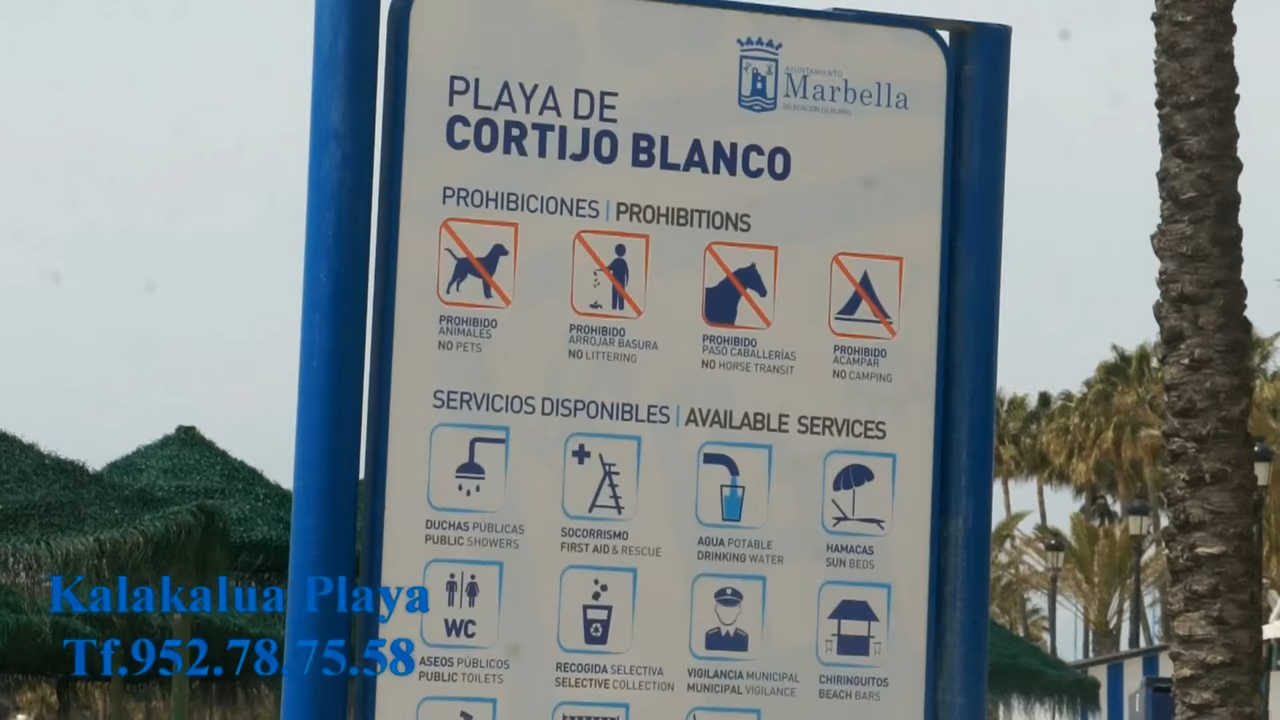 AYUNTAMIENTO
Marbella
PLAYA DE
CORTIJO BLANCO
PROHIBICIONES | PROHIBITIONS
PROHIBIDO
ANIMALES
NO PETS
PROHIBIDO
ARROJAR BASURA
NO LITTERING
PROHIBIDO
PASO CABALLERÍAS
NO HORSE TRANSIT
PROHIBIDO
ACAMPAR
NO CAMPING
SERVICIOS DISPONIBLES | AVAILABLE SERVICES
DUCHAS PÚBLICAS
PUBLIC SHOWERS
SOCORRISMO
FIRST AID & RESCUE
AGUA POTABLE
DRINKING WATER
HAMACAS
SUN BEDS
WC
ASEOS PÚBLICOS
PUBLIC TOILETS
RECOGIDA SELECTIVA
SELECTIVE COLLECTION
VIGILANCIA MUNICIPAL
MUNICIPAL VIGILANCE
CHIRINGUITOS
BEACH BARS
Kalakalua Playa
Tf.952.78.75.58